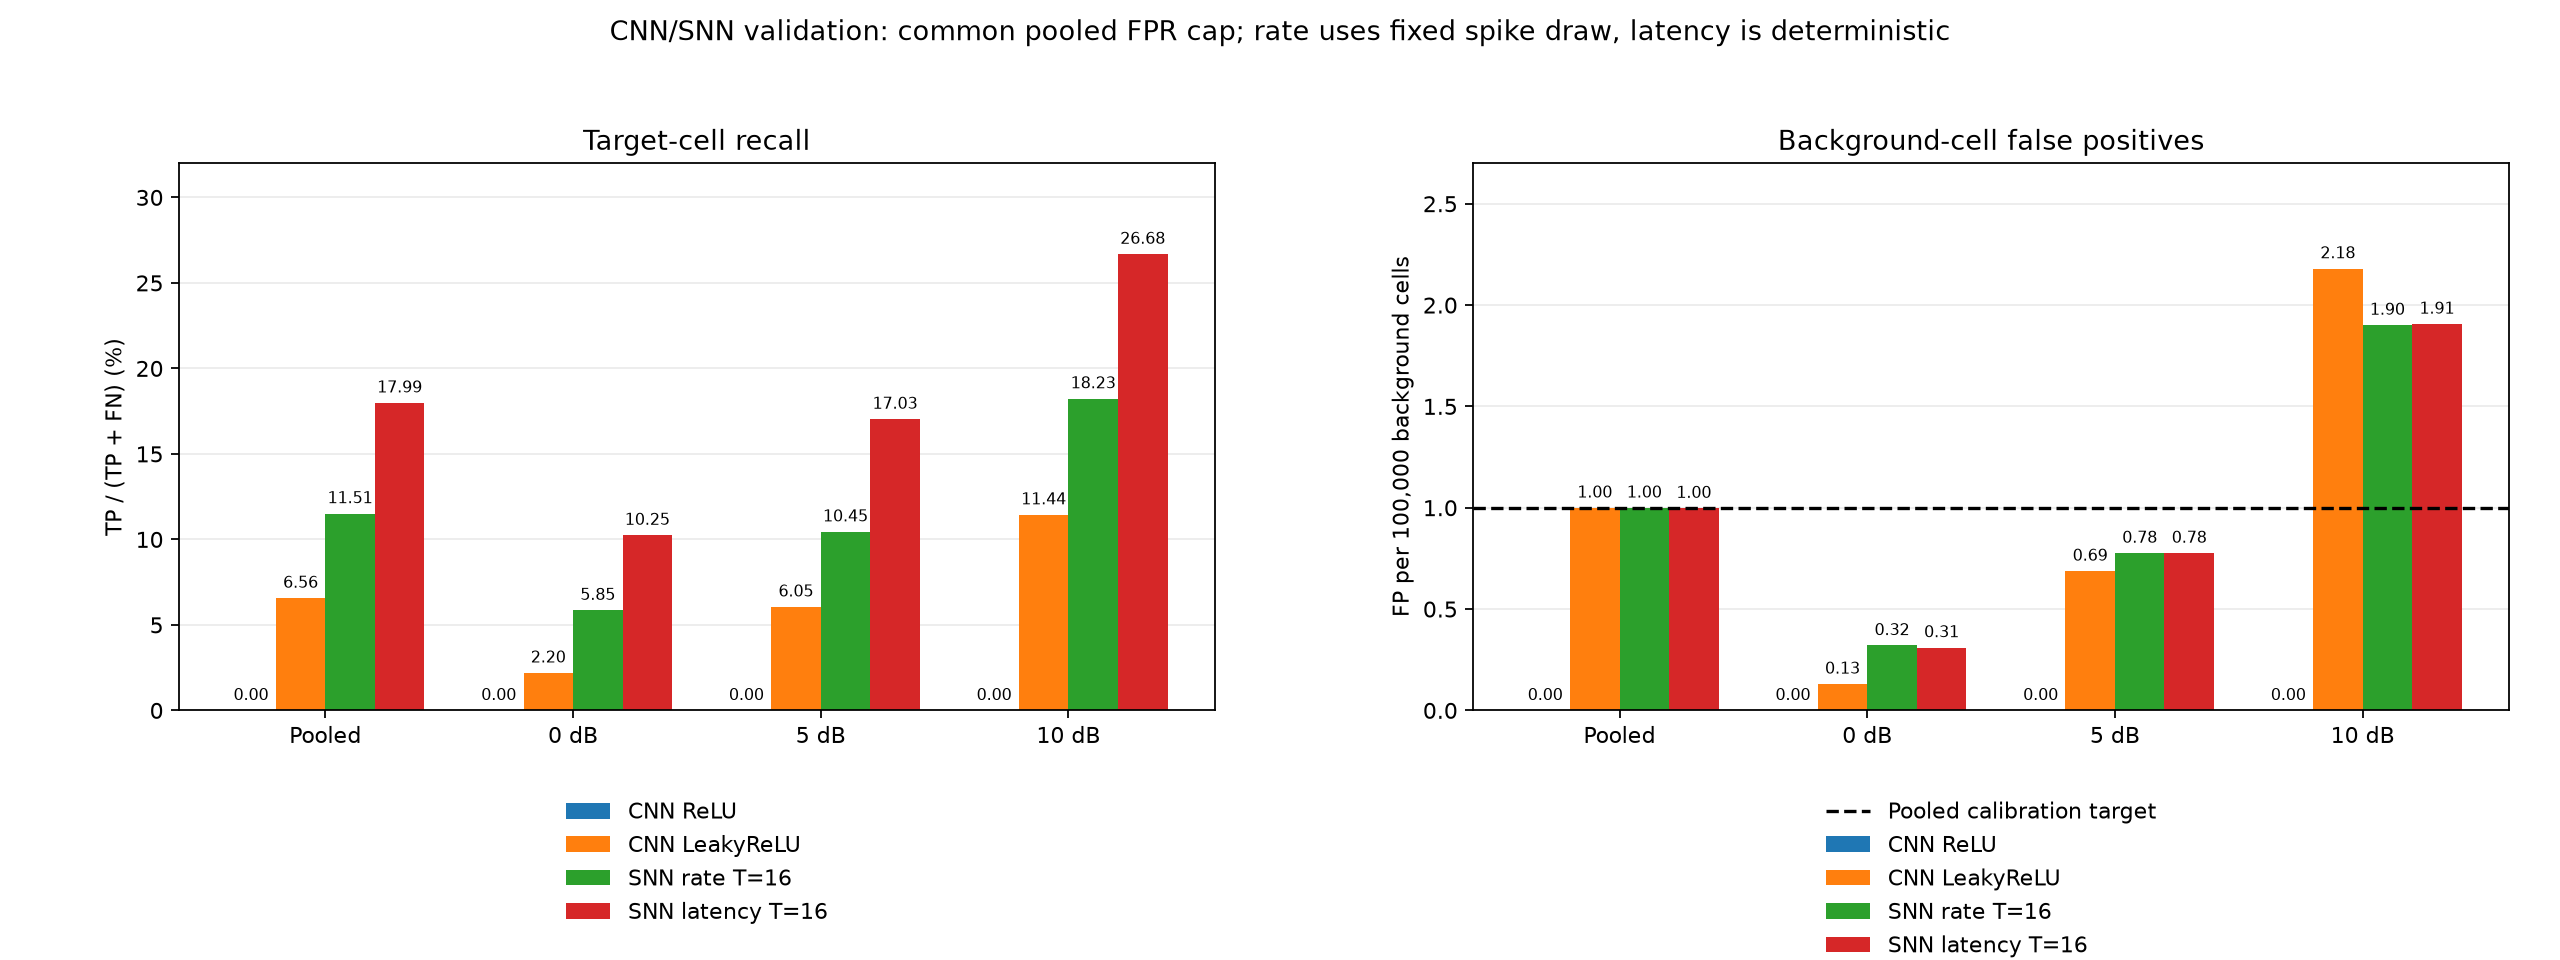 CNN/SNN validation: common pooled FPR cap; rate uses fixed spike draw, latency is deterministic
Target-cell recall
TP / (TP + FN) (%)
30
25
20
15
10
5
0
0.00
6.56
11.51
17.99
0.00
2.20
5.85
10.25
0.00
6.05
10.45
17.03
0.00
11.44
18.23
26.68
Pooled
0 dB
5 dB
10 dB
CNN ReLU
CNN LeakyReLU
SNN rate T=16
SNN latency T=16
Background-cell false positives
FP per 100,000 background cells
2.5
2.0
1.5
1.0
0.5
0.0
0.00
1.00
1.00
1.00
0.00
0.13
0.32
0.31
0.00
0.69
0.78
0.78
0.00
2.18
1.90
1.91
Pooled
0 dB
5 dB
10 dB
Pooled calibration target
CNN ReLU
CNN LeakyReLU
SNN rate T=16
SNN latency T=16